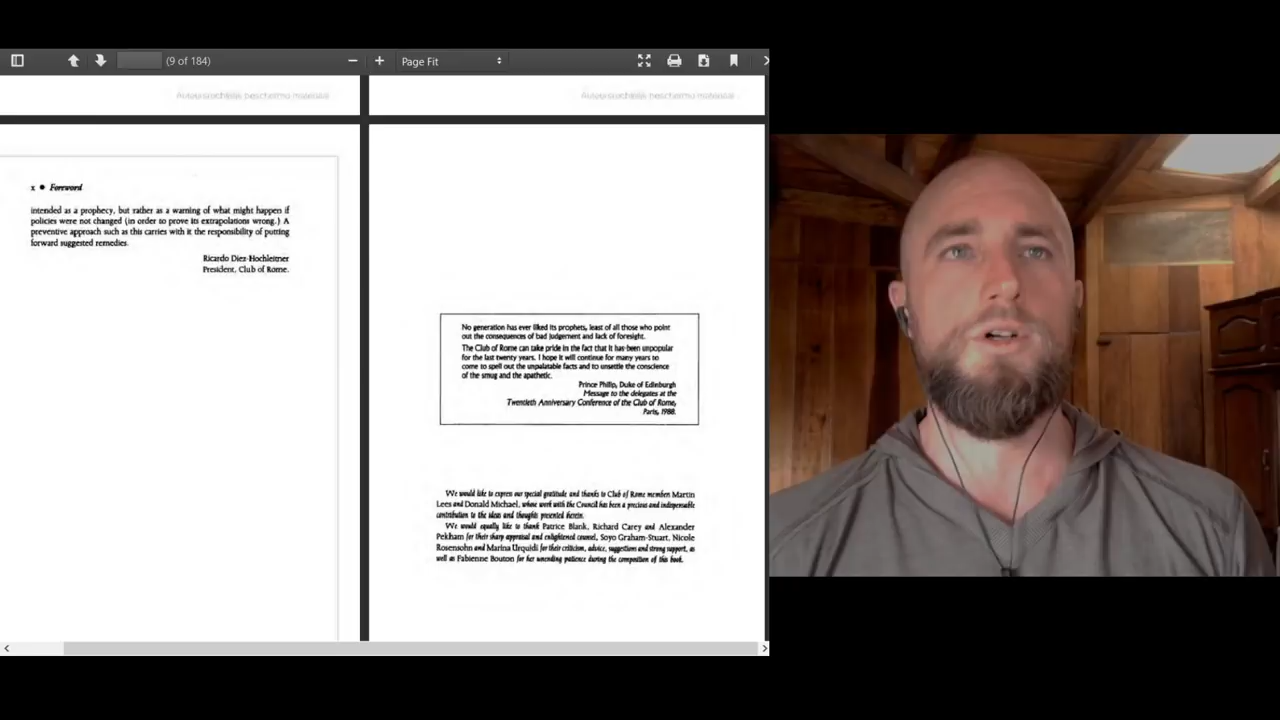 (9 of 184)
Page Fit
x ● Foreword
intended as a prophecy, but rather as a warning of what might happen if
policies were not changed (in order to prove its extrapolations wrong.) A
preventive approach such as this carries with it the responsibility of putting
forward suggested remedies.
Ricardo Díez-Hochleitner
President, Club of Rome.
No generation has ever liked its prophets, least of all those who point
out the consequences of bad judgement and lack of foresight.
The Club of Rome can take pride in the fact that it has been unpopular
for the last twenty years. I hope it will continue for many years to
come to spell out the unpalatable facts and to unsettle the conscience
of the smug and the apathetic.
Prince Philip, Duke of Edinburgh
Message to the delegates at the
Twentieth Anniversary Conference of the Club of Rome,
Paris, 1988.
We would like to express our special gratitude and thanks to Club of Rome members Martin
Lees and Donald Michael, whose work with the Council has been a precious and indispensable
contribution to the ideas and thoughts presented herein.
We would equally like to thank Patrice Blank, Richard Carey and Alexander
Pekham for their sharp appraisal and enlightened counsel, Soyo Graham-Stuart, Nicole
Rosensohn and Marina Urquidi for their criticism, advice, suggestions and strong support, as
well as Fabienne Bouton for her unending patience during the composition of this book.